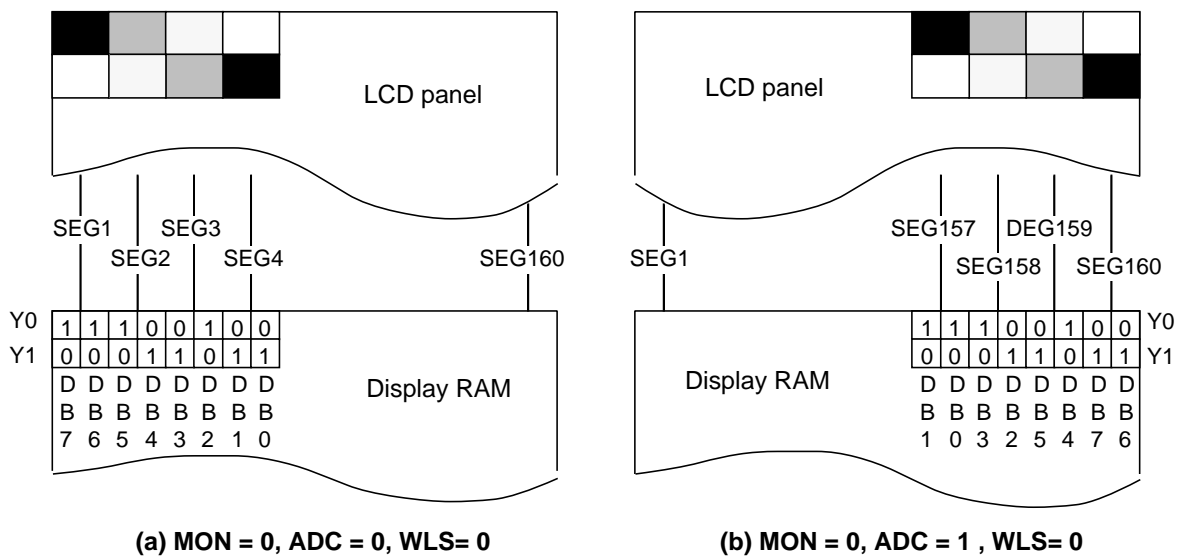 LCD panel
SEG1 SEG3
SEG2 SEG4 SEG160
Y0 1 1 1 0 0 1 0 0
Y1 0 0 0 1 1 0 1 1
D D D D D D D D
B B B B B B B B
7 6 5 4 3 2 1 0
Display RAM
(a) MON = 0, ADC = 0, WLS= 0
LCD panel
SEG157 DEG159
SEG1 SEG158 SEG160
1 1 1 0 0 1 0 0 Y0
0 0 0 1 1 0 1 1 Y1
D D D D D D D D
B B B B B B B B
1 0 3 2 5 4 7 6
Display RAM
(b) MON = 0, ADC = 1 , WLS= 0